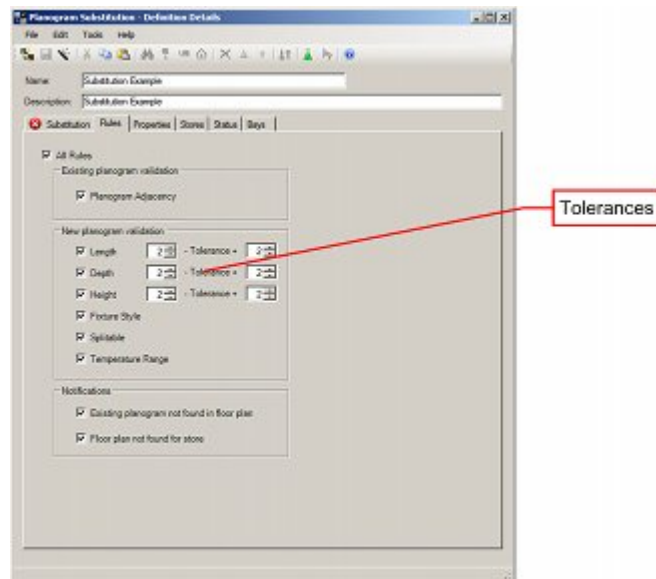 Planogram Substitution - Definition Details
File Edit Tools Help
Name: Substitution Example
Description: Substitution Example
Substitution Rules Properties Stores Status Bays
All Rules
Existing planogram validation
Planogram Adjacency
Tolerances
New planogram validation
Length 2 - Tolerance + 2
Depth 2 - Tolerance + 2
Height 2 - Tolerance + 2
Fixture Style
Splitable
Temperature Range
Notifications
Existing planogram not found in floor plan
Floor plan not found for store